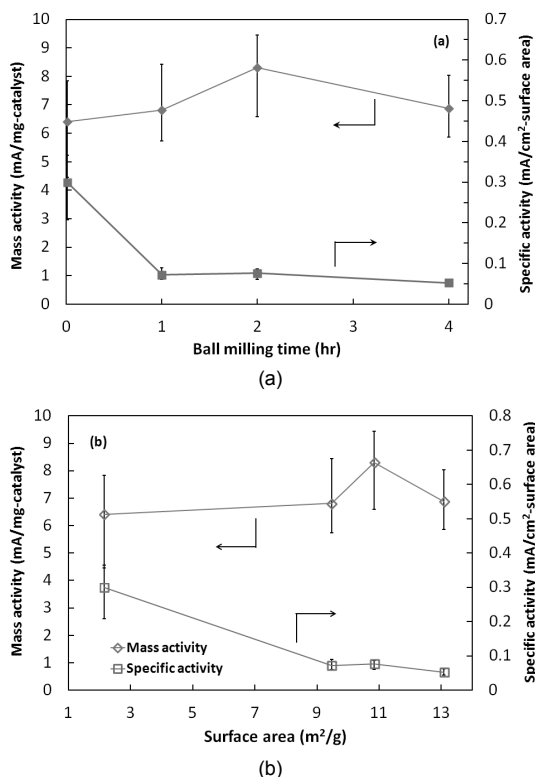 (a)
Mass activity (mA/mg-catalyst)
10
9
8
7
6
5
4
3
2
1
0
0.7
0.6
0.5
0.4
0.3
0.2
0.1
0
Specific activity (mA/cm²-surface area)
0 1 2 3 4
Ball milling time (hr)
(a)
(b)
Mass activity (mA/mg-catalyst)
10
9
8
7
6
5
4
3
2
1
0
0.8
0.7
0.6
0.5
0.4
0.3
0.2
0.1
0
Specific activity (mA/cm²-surface area)
Mass activity
Specific activity
1 3 5 7 9 11 13
Surface area (m²/g)
(b)